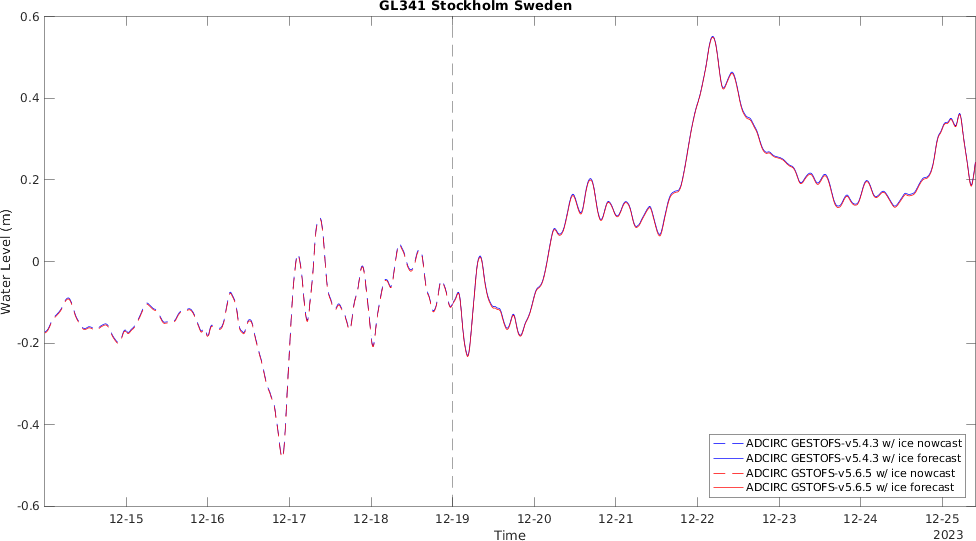 GL341 Stockholm Sweden
0.6
0.4
0.2
0
-0.2
-0.4
-0.6
Water Level (m)
ADCIRC GESTOFS-v5.4.3 w/ ice nowcast
ADCIRC GESTOFS-v5.4.3 w/ ice forecast
ADCIRC GSTOFS-v5.6.5 w/ ice nowcast
ADCIRC GSTOFS-v5.6.5 w/ ice forecast
12-15 12-16 12-17 12-18 12-19 12-20 12-21 12-22 12-23 12-24 12-25
Time 2023